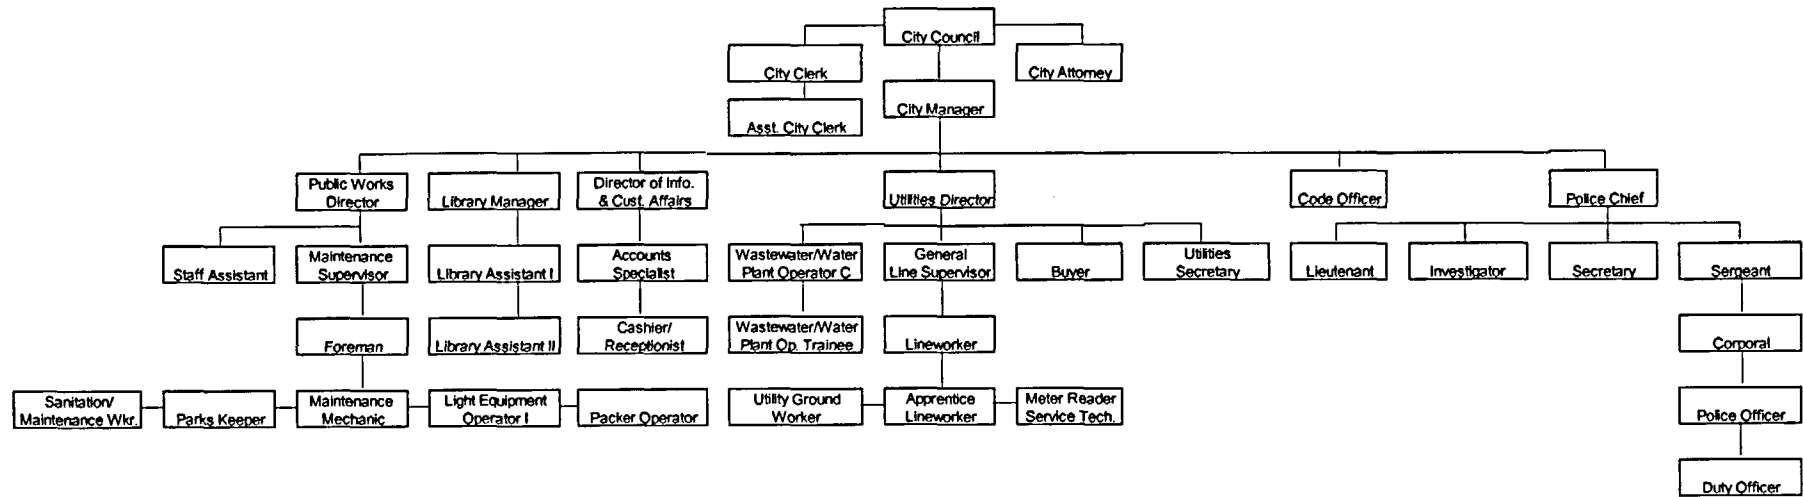 City Council
City Clerk
City Attorney
City Manager
Asst. City Clerk
Public Works
Director
Library Manager
Director of Info.
& Cust. Affairs
Utilities Director
Code Officer
Police Chief
Staff Assistant
Maintenance
Supervisor
Library Assistant I
Accounts
Specialist
Wastewater/Water
Plant Operator C
General
Line Supervisor
Buyer
Utilities
Secretary
Lieutenant
Investigator
Secretary
Sergeant
Foreman
Library Assistant II
Cashier/
Receptionist
Wastewater/Water
Plant Op. Trainee
Lineworker
Corporal
Sanitation/
Maintenance Wkr.
Parks Keeper
Maintenance
Mechanic
Light Equipment
Operator I
Packer Operator
Utility Ground
Worker
Apprentice
Lineworker
Meter Reader
Service Tech.
Police Officer
Duty Officer